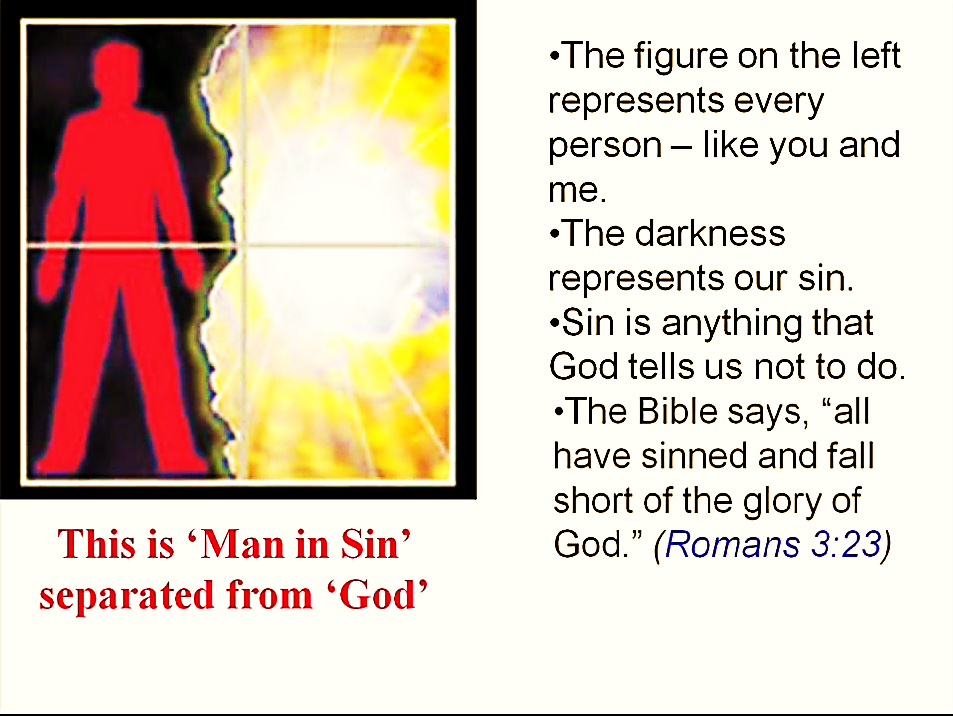 •The figure on the left
represents every
person – like you and
me.
•The darkness
represents our sin.
•Sin is anything that
God tells us not to do.
•The Bible says, “all
have sinned and fall
short of the glory of
God.” (Romans 3:23)
This is ‘Man in Sin’
separated from ‘God’